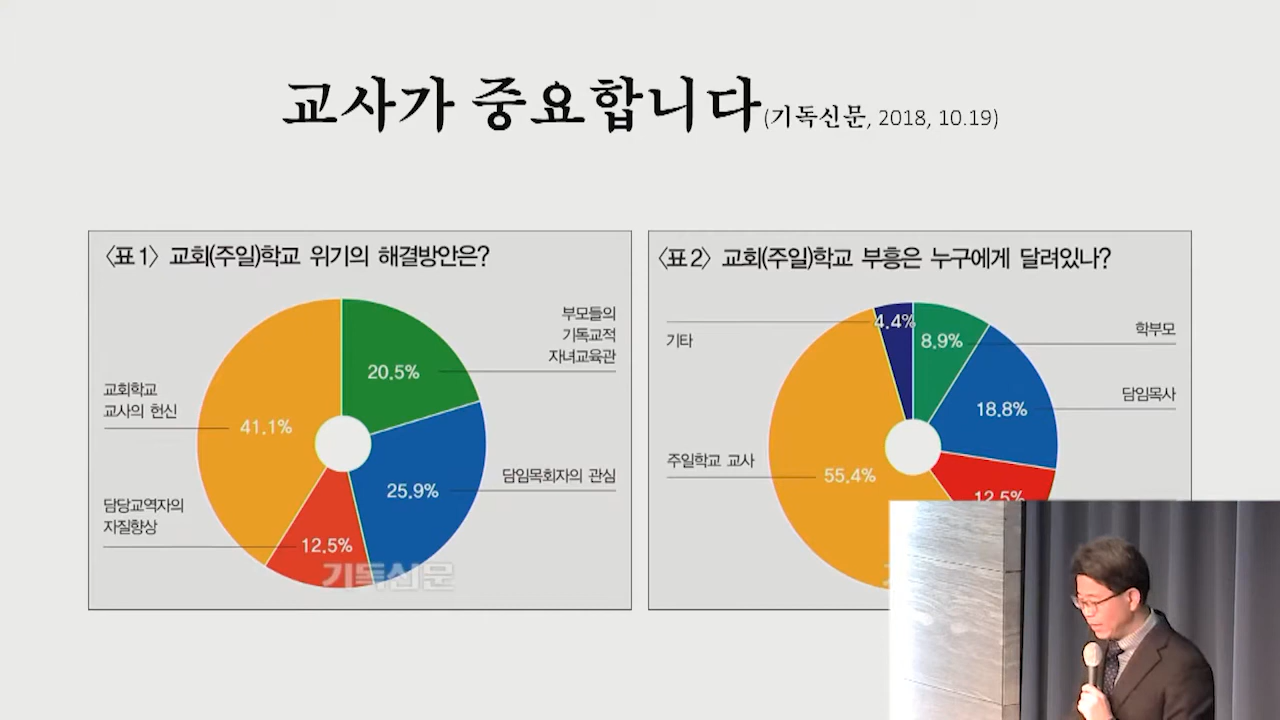 교사가 중요합니다(기독신문, 2018, 10.19)
〈표 1〉 교회(주일)학교 위기의 해결방안은?
부모들의
기독교적
자녀교육관
20.5%
교회학교
교사의 헌신
41.1%
담임목회자의 관심
25.9%
담당교역자의
자질향상
12.5%
기독신문
〈표 2〉 교회(주일)학교 부흥은 누구에게 달려있나?
기타
4.4%
학부모
8.9%
담임목사
18.8%
주일학교 교사
55.4%
12.5%